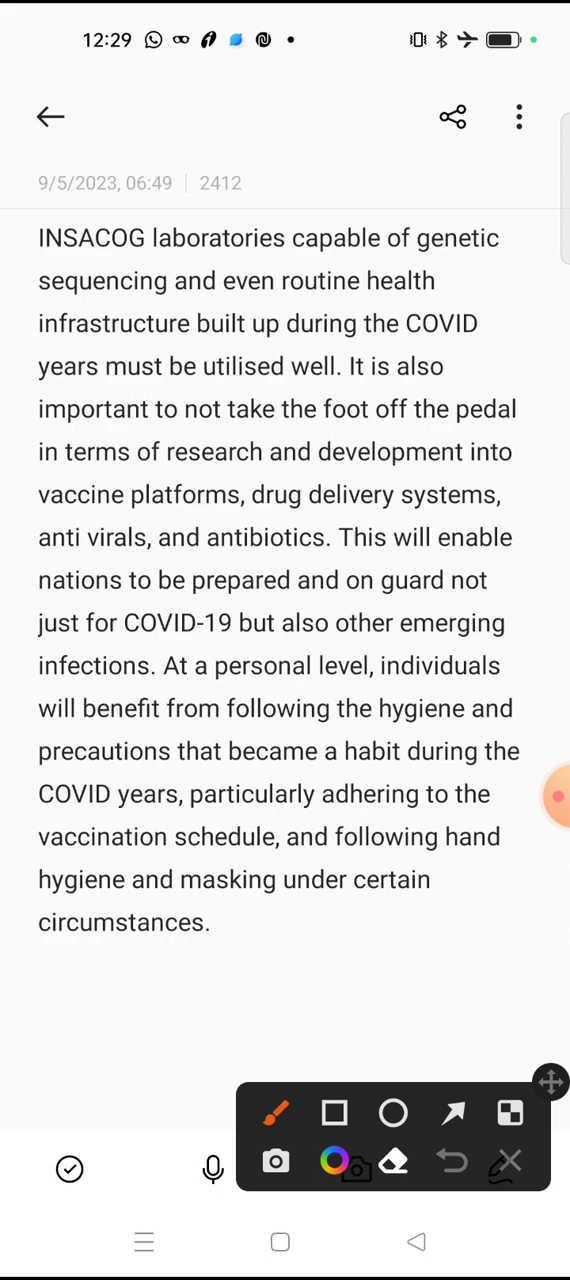 12:29
9/5/2023, 06:49 | 2412
INSACOG laboratories capable of genetic
sequencing and even routine health
infrastructure built up during the COVID
years must be utilised well. It is also
important to not take the foot off the pedal
in terms of research and development into
vaccine platforms, drug delivery systems,
anti virals, and antibiotics. This will enable
nations to be prepared and on guard not
just for COVID-19 but also other emerging
infections. At a personal level, individuals
will benefit from following the hygiene and
precautions that became a habit during the
COVID years, particularly adhering to the
vaccination schedule, and following hand
hygiene and masking under certain
circumstances.